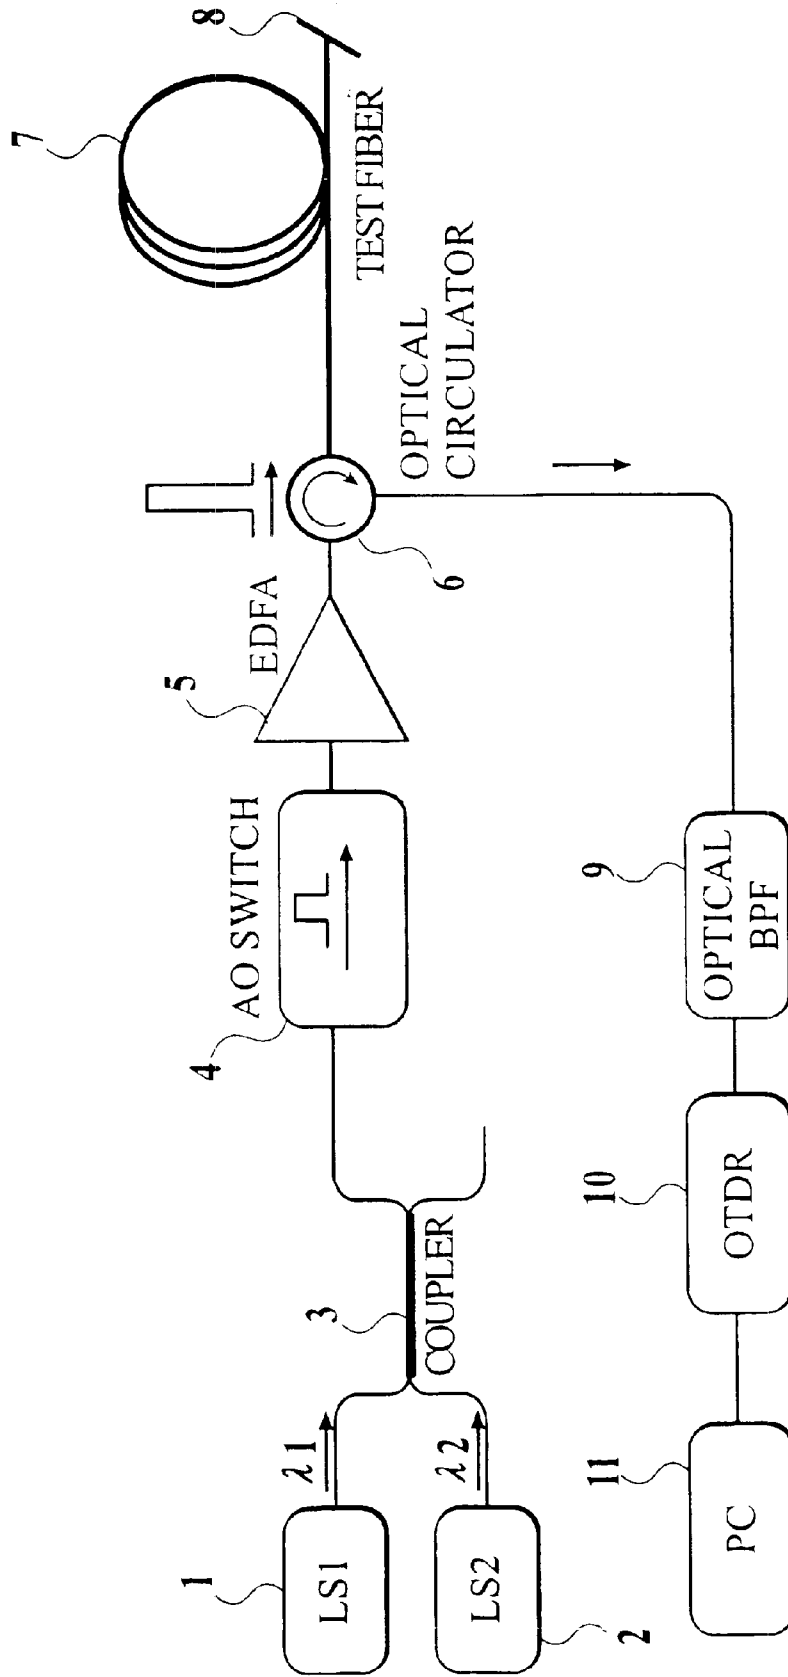 1
LS1
λ1
2
LS2
λ2
3
COUPLER
4
AO SWITCH
5
EDFA
6
OPTICAL
CIRCULATOR
7
TEST FIBER
8
9
OPTICAL
BPF
10
OTDR
11
PC